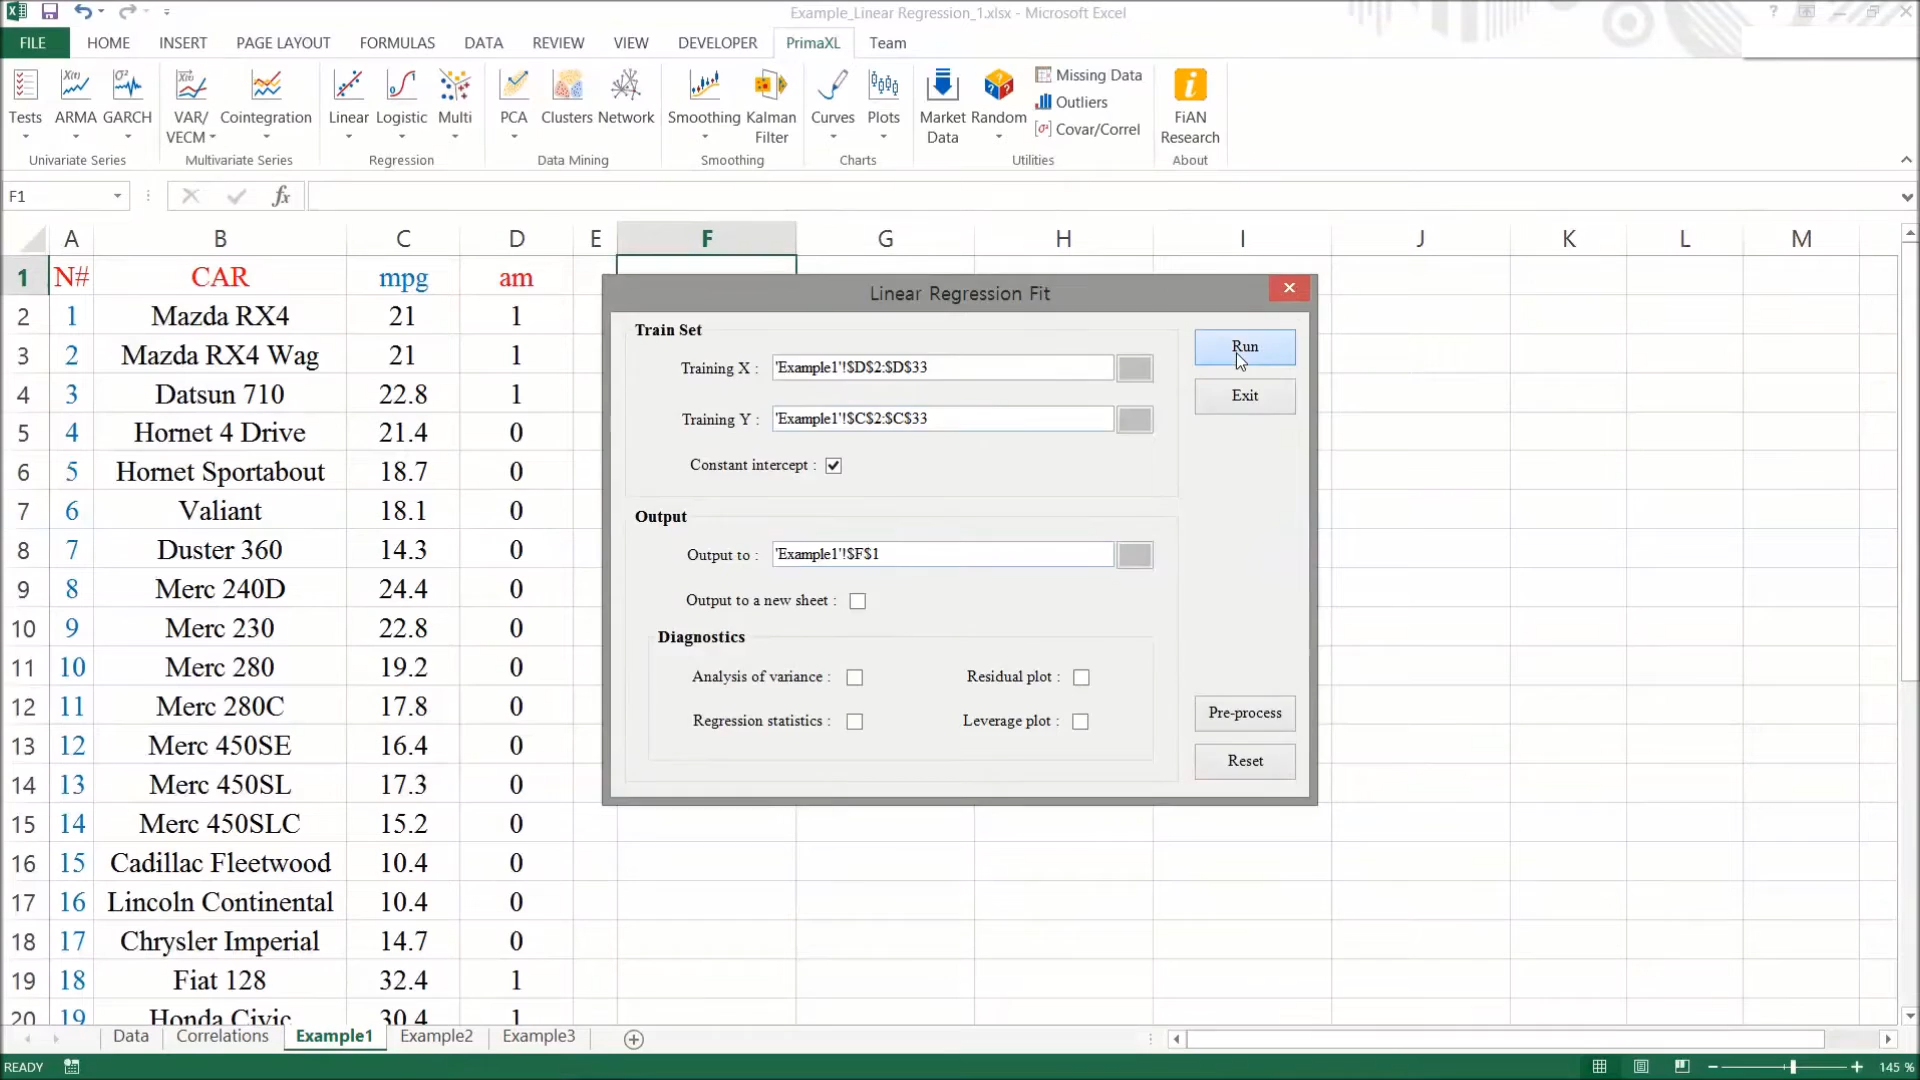 Example_Linear Regression_1.xlsx - Microsoft Excel
?
FILE HOME INSERT PAGE LAYOUT FORMULAS DATA REVIEW VIEW DEVELOPER PrimaXL Team
Tests ARMA GARCH
Univariate Series
VAR/ VECM Cointegration
Multivariate Series
Linear Logistic Multi
Regression
PCA Clusters Network
Data Mining
Smoothing Kalman Filter
Smoothing
Curves Plots
Charts
Market Data Random
Missing Data
Outliers
Covar/Correl
Utilities
FiAN Research
About
F1 fx
A B C D E F G H I J K L M
1 N# CAR mpg am
2 1 Mazda RX4 21 1
3 2 Mazda RX4 Wag 21 1
4 3 Datsun 710 22.8 1
5 4 Hornet 4 Drive 21.4 0
6 5 Hornet Sportabout 18.7 0
7 6 Valiant 18.1 0
8 7 Duster 360 14.3 0
9 8 Merc 240D 24.4 0
10 9 Merc 230 22.8 0
11 10 Merc 280 19.2 0
12 11 Merc 280C 17.8 0
13 12 Merc 450SE 16.4 0
14 13 Merc 450SL 17.3 0
15 14 Merc 450SLC 15.2 0
16 15 Cadillac Fleetwood 10.4 0
17 16 Lincoln Continental 10.4 0
18 17 Chrysler Imperial 14.7 0
19 18 Fiat 128 32.4 1
20 19 Honda Civic 30.4 1
Linear Regression Fit
Train Set
Training X : 'Example1'!$D$2:$D$33
Training Y : 'Example1'!$C$2:$C$33
Constant intercept :
Output
Output to : 'Example1'!$F$1
Output to a new sheet :
Diagnostics
Analysis of variance : Residual plot :
Regression statistics : Leverage plot :
Run
Exit
Pre-process
Reset
Data Correlations Example1 Example2 Example3
READY 145 %